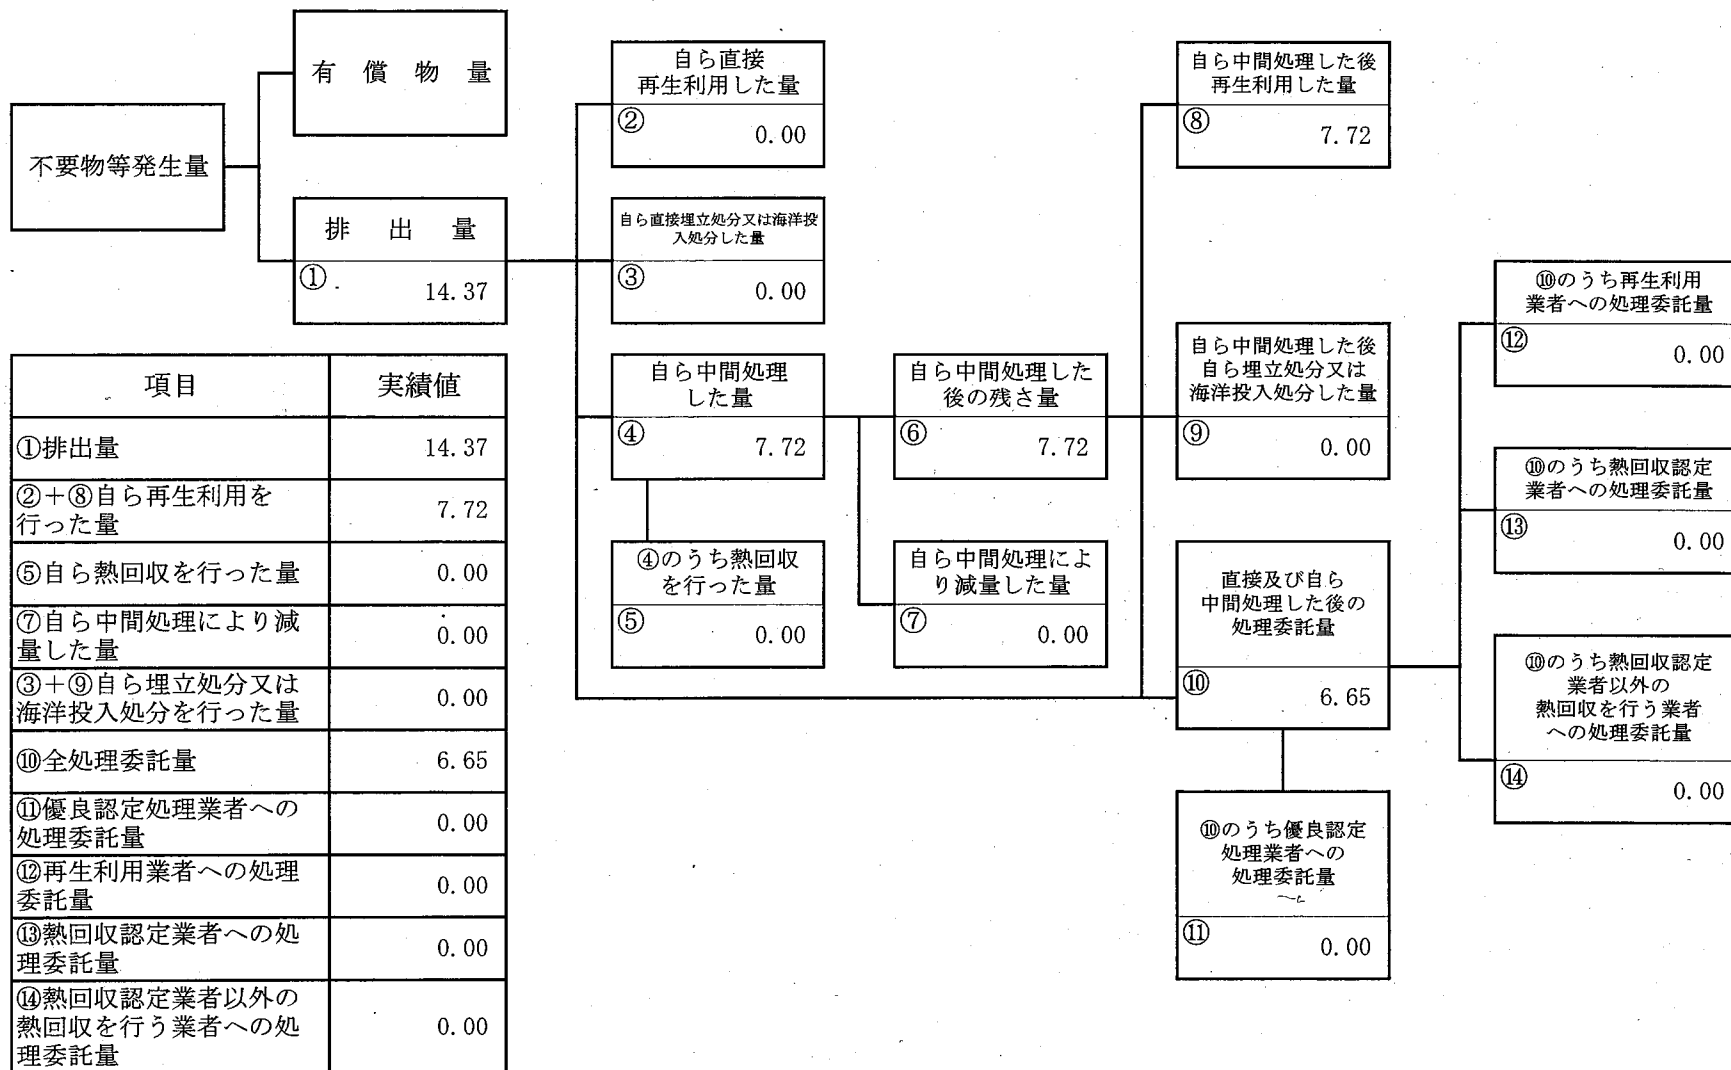 不要物等発生量
有償物量
排出量
① 14.37
自ら直接
再生利用した量
② 0.00
自ら直接埋立処分又は海洋投
入処分した量
③ 0.00
自ら中間処理
した量
④ 7.72
④のうち熱回収
を行った量
⑤ 0.00
自ら中間処理した
後の残さ量
⑥ 7.72
自ら中間処理によ
り減量した量
⑦ 0.00
自ら中間処理した後
再生利用した量
⑧ 7.72
自ら中間処理した後
自ら埋立処分又は
海洋投入処分した量
⑨ 0.00
直接及び自ら
中間処理した後の
処理委託量
⑩ 6.65
⑩のうち優良認定
処理業者への
処理委託量
⑪ 0.00
⑩のうち再生利用
業者への処理委託量
⑫ 0.00
⑩のうち熱回収認定
業者への処理委託量
⑬ 0.00
⑩のうち熱回収認定
業者以外の
熱回収を行う業者
への処理委託量
⑭ 0.00
項目 実績値
①排出量 14.37
②+⑧自ら再生利用を
行った量 7.72
⑤自ら熱回収を行った量 0.00
⑦自ら中間処理により減
量した量 0.00
③+⑨自ら埋立処分又は
海洋投入処分を行った量 0.00
⑩全処理委託量 6.65
⑪優良認定処理業者への
処理委託量 0.00
⑫再生利用業者への処理
委託量 0.00
⑬熱回収認定業者への処
理委託量 0.00
⑭熱回収認定業者以外の
熱回収を行う業者への処
理委託量 0.00